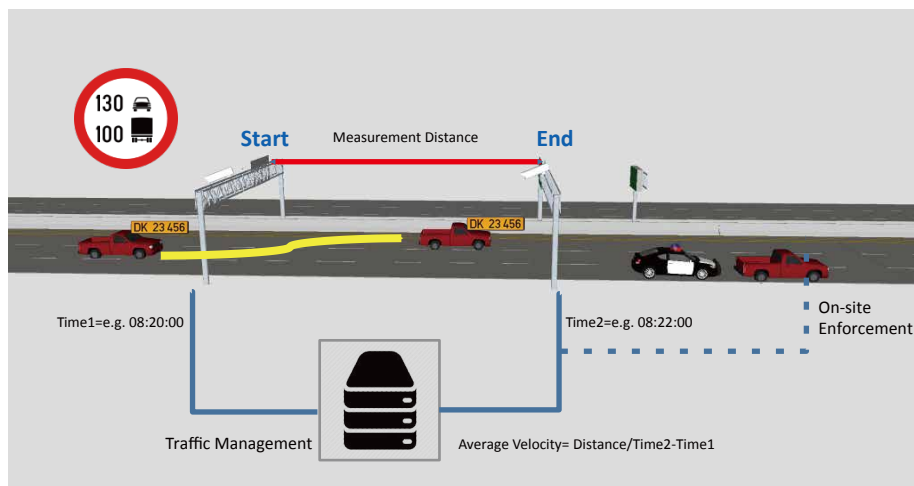 130
100
Start
Measurement Distance
End
DK 23 456
DK 23 456
Time1=e.g. 08:20:00
Time2=e.g. 08:22:00
On-site
Enforcement
Traffic Management
Average Velocity= Distance/Time2-Time1